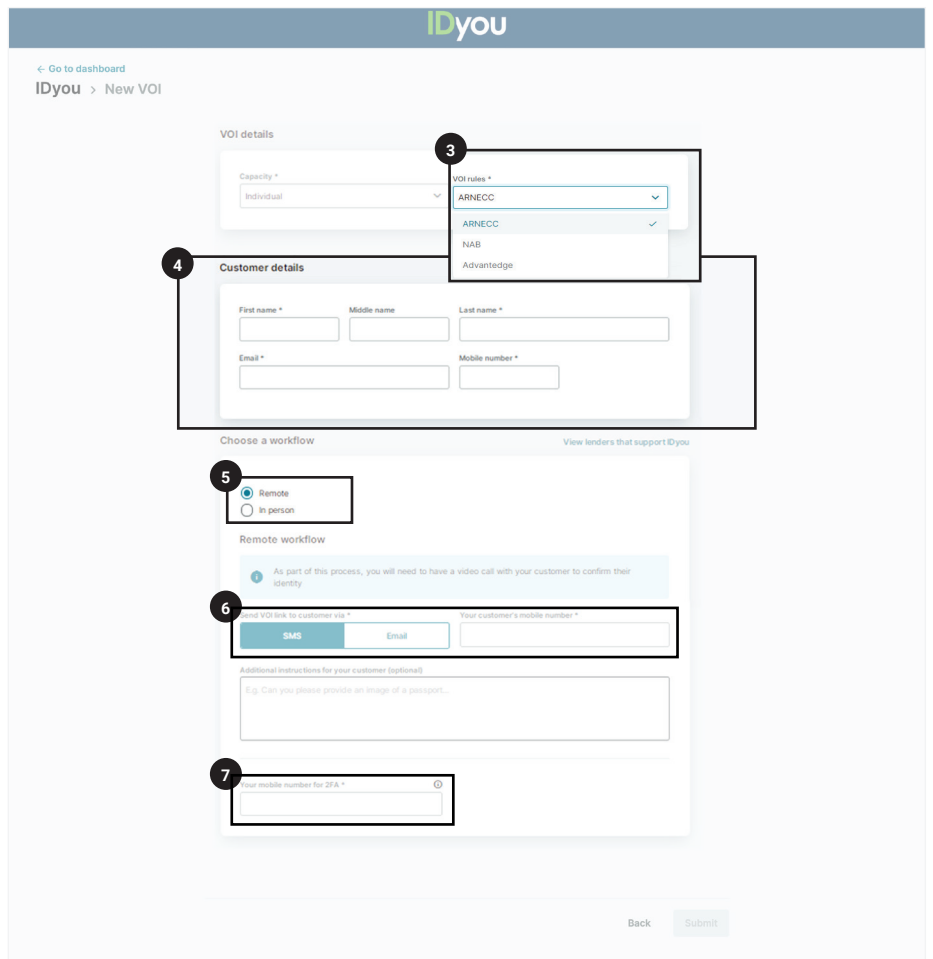 IDyou
← Go to dashboard
IDyou > New VOI
VOI details
3
Capacity *
VOI rules *
Individual
ARNECC
ARNECC
NAB
Advantedge
4
Customer details
First name *
Middle name
Last name *
Email *
Mobile number *
Choose a workflow
View lenders that support IDyou
5
Remote
In person
Remote workflow
As part of this process, you will need to have a video call with your customer to confirm their
identity
6
Send VOI link to customer via *
Your customer's mobile number *
SMS
Email
Additional instructions for your customer (optional)
E.g. Can you please provide an image of a passport...
7
Your mobile number for 2FA *
Back
Submit